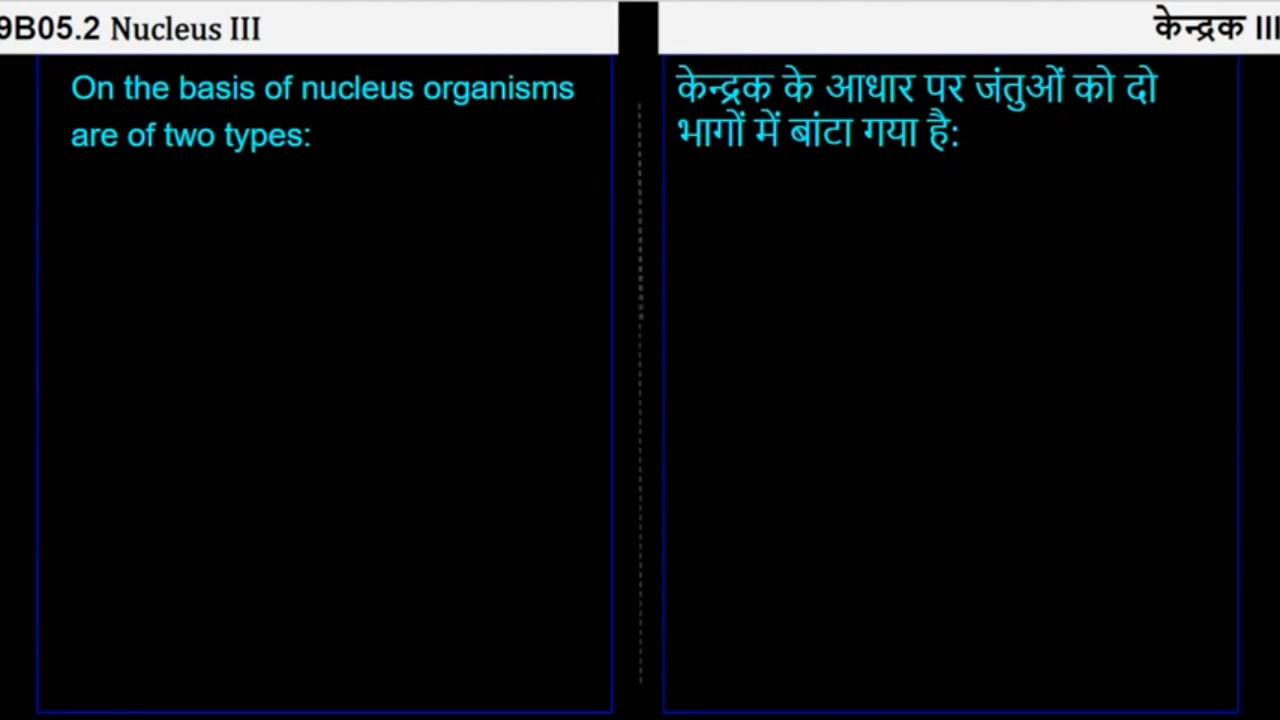 9B05.2 Nucleus III
केन्द्रक III
On the basis of nucleus organisms
are of two types:
केन्द्रक के आधार पर जंतुओं को दो
भागों में बांटा गया है: